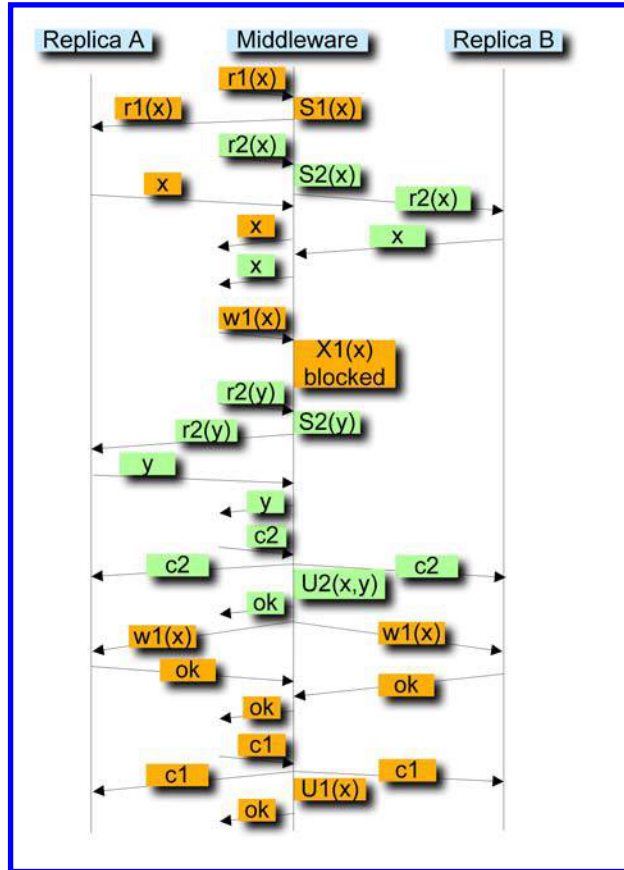 Replica A Middleware Replica B
r1(x)
r1(x) S1(x)
r2(x)
S2(x)
x r2(x)
x x
x
w1(x)
X1(x)
blocked
r2(y)
r2(y) S2(y)
y
y
c2
c2 c2
U2(x,y)
ok
w1(x) w1(x)
ok ok
ok
c1
c1 c1
U1(x)
ok